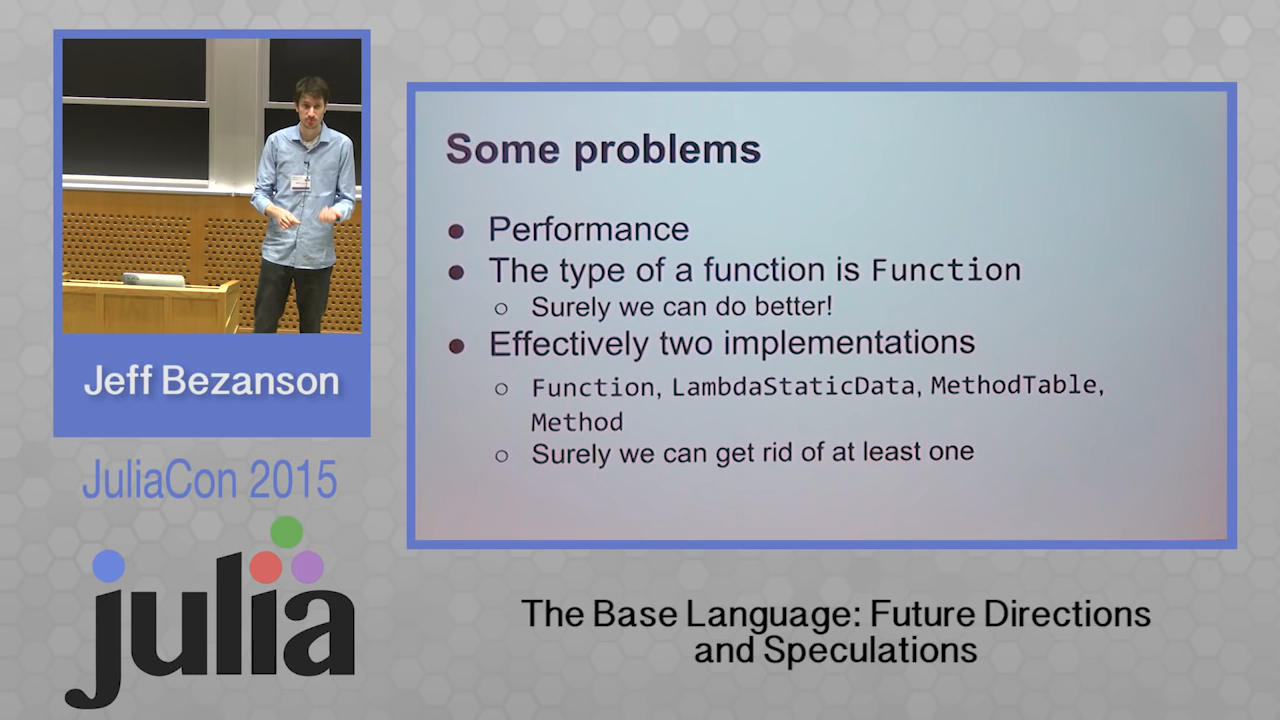 Some problems
● Performance
● The type of a function is Function
○ Surely we can do better!
● Effectively two implementations
○ Function, LambdaStaticData, MethodTable,
Method
○ Surely we can get rid of at least one
Jeff Bezanson
JuliaCon 2015
julia
The Base Language: Future Directions
and Speculations